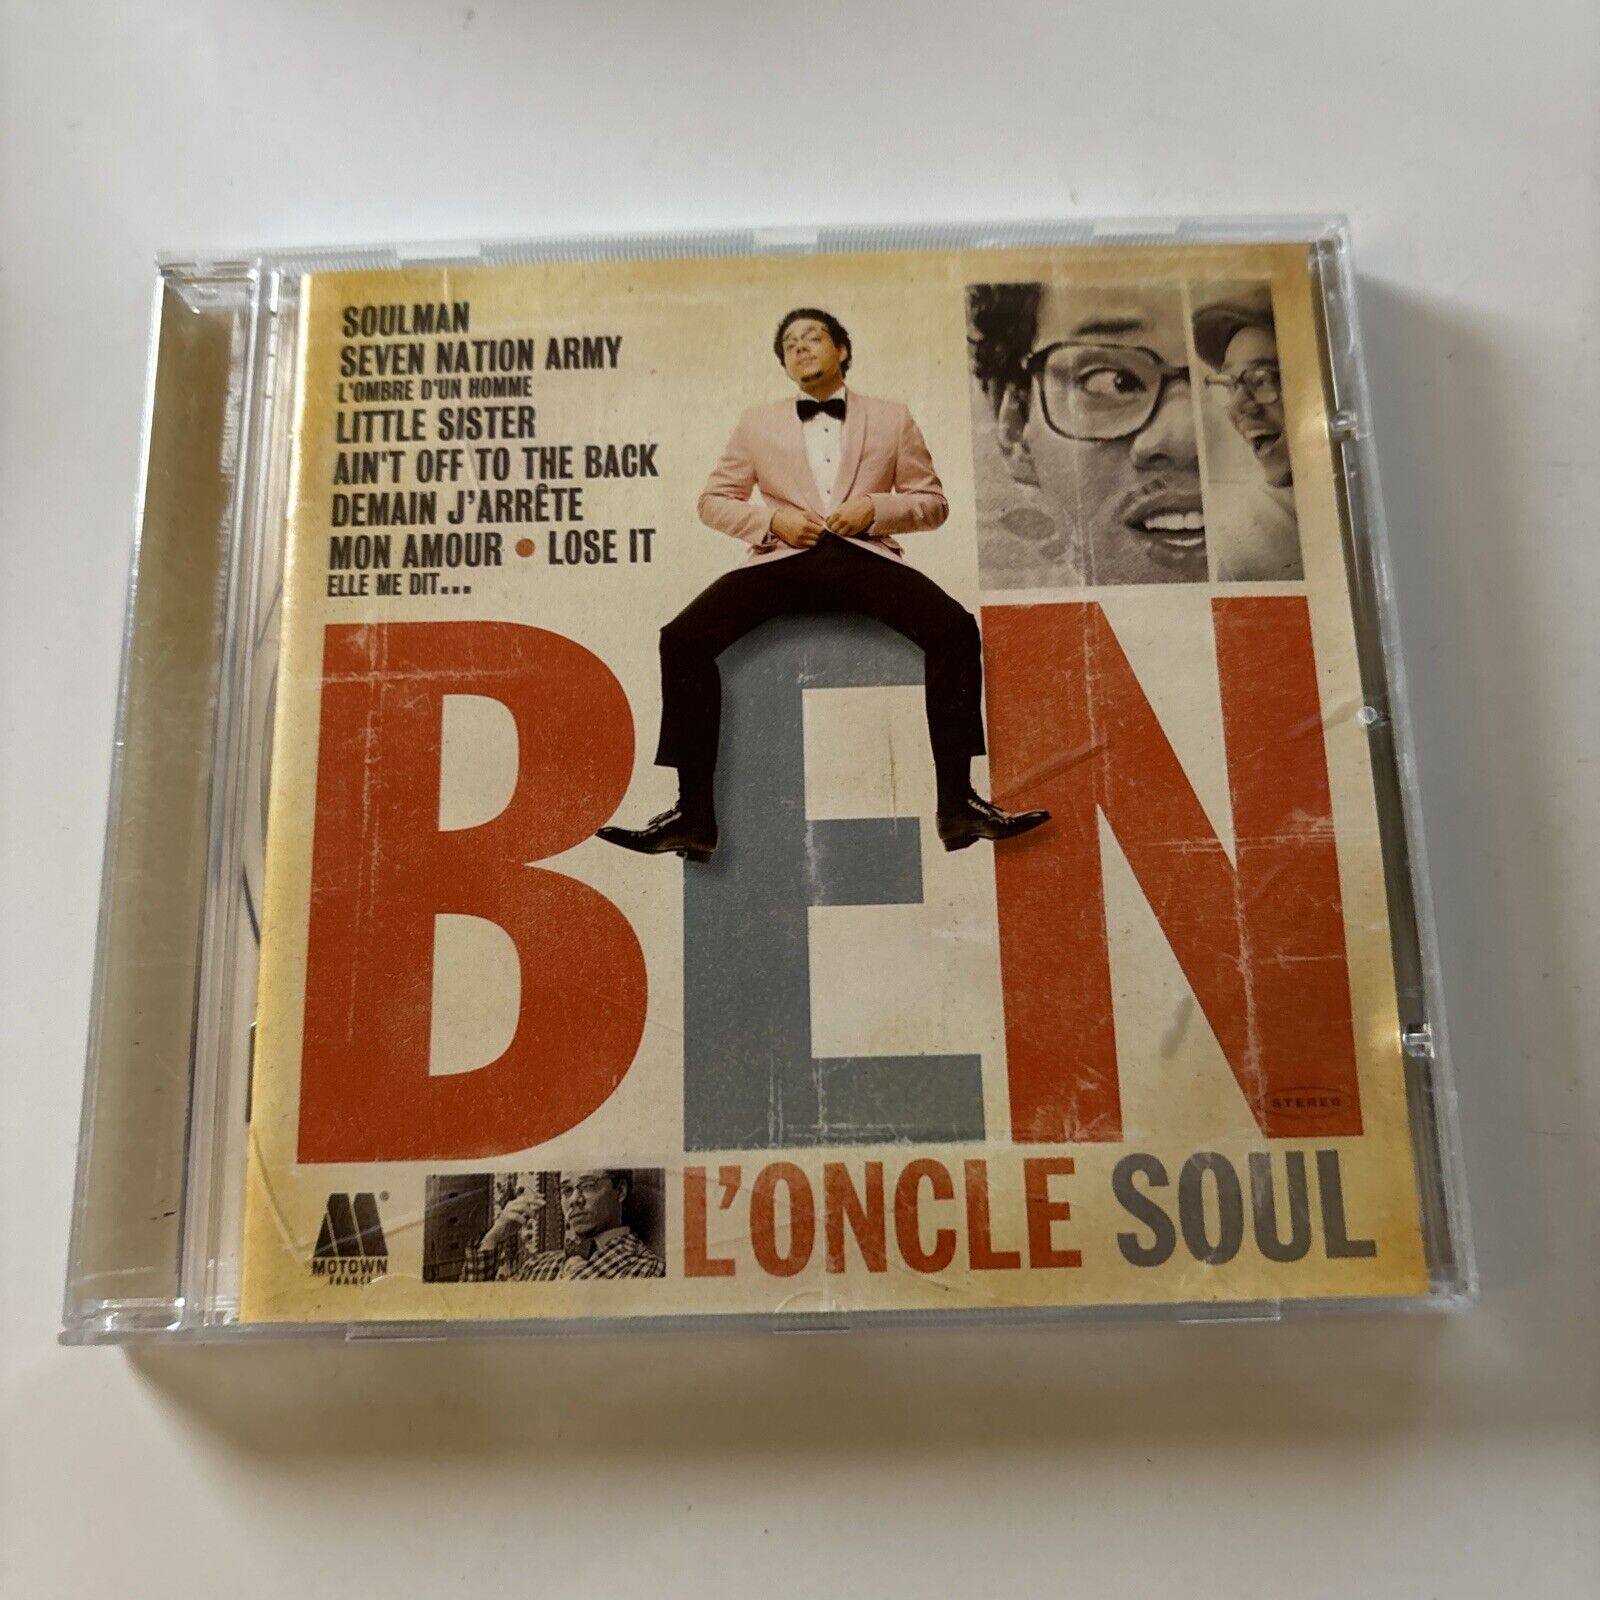 SOULMAN
SEVEN NATION ARMY
L'OMBRE D'UN HOMME
LITTLE SISTER
AIN'T OFF TO THE BACK
DEMAIN J'ARRÊTE
MON AMOUR • LOSE IT
ELLE ME DIT...
BEN
STEREO
L'ONCLE SOUL
M®
MOTOWN
FRANCE